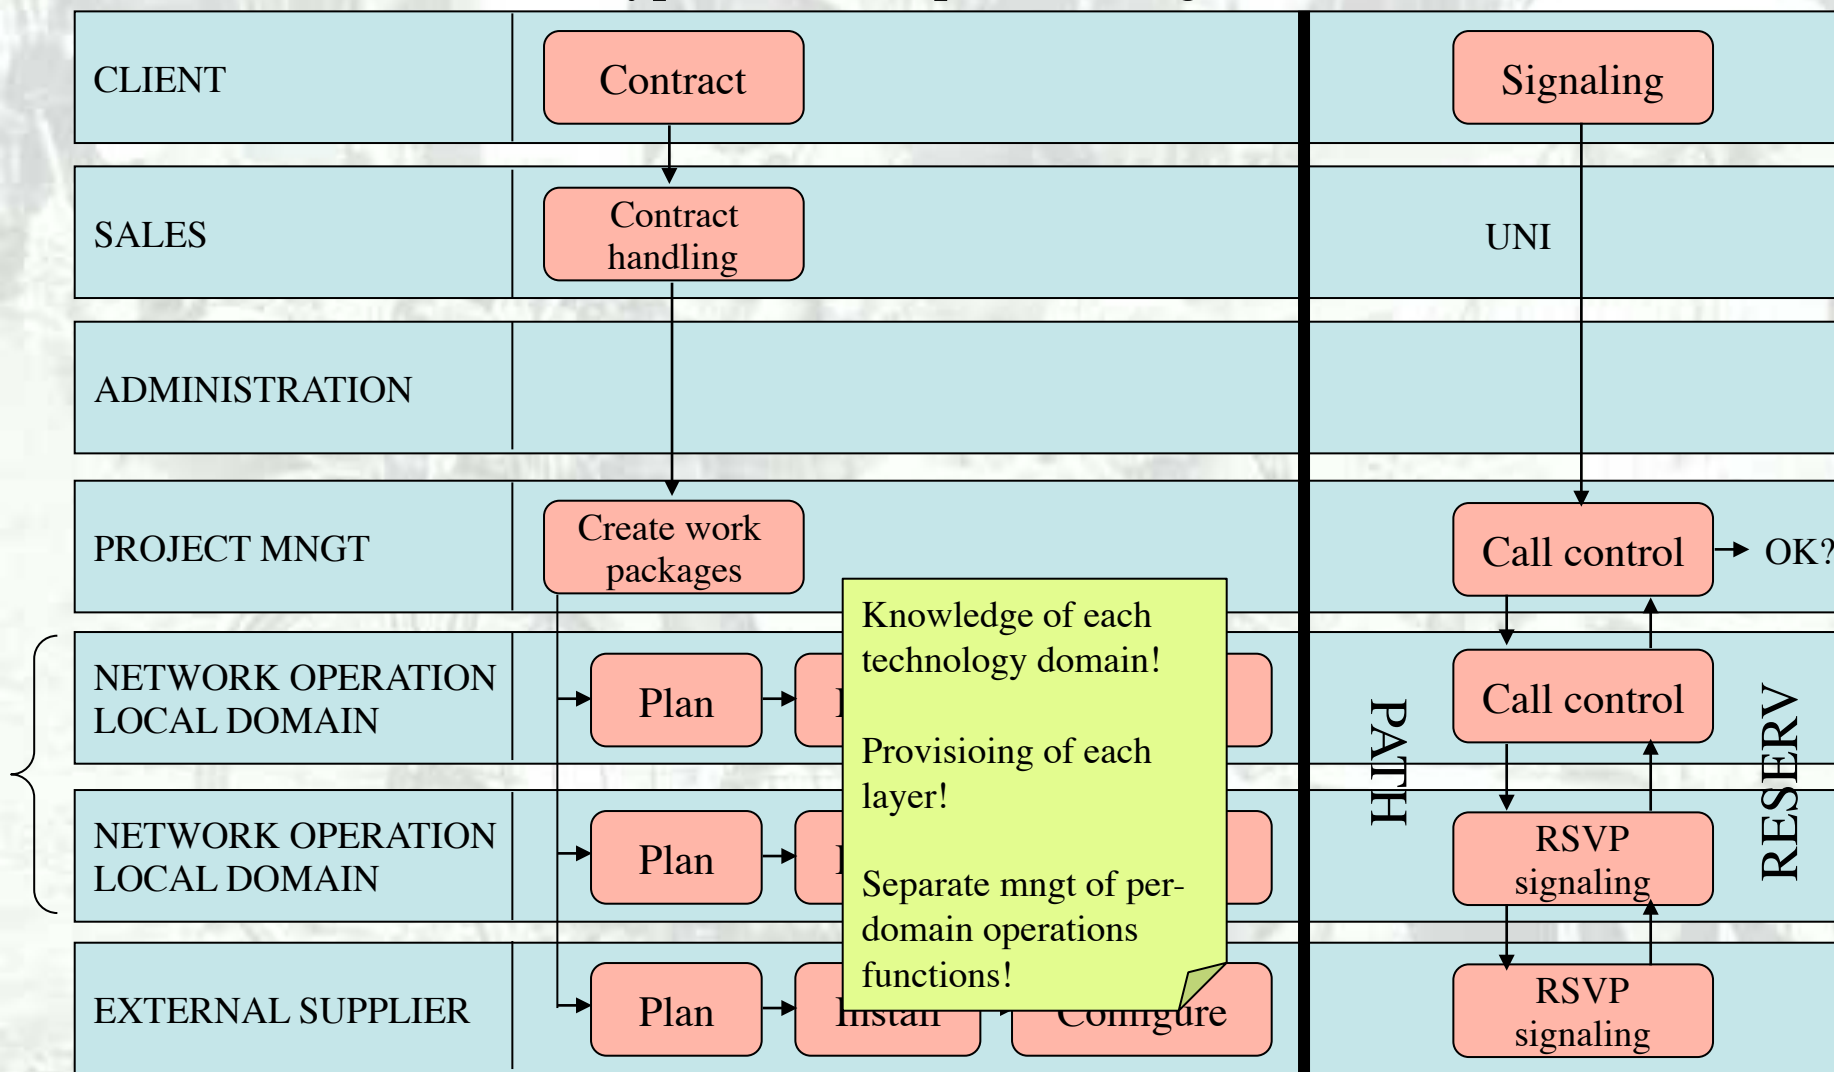 CLIENT
Contract
Signaling
SALES
Contract
handling
UNI
ADMINISTRATION
PROJECT MNGT
Create work
packages
Call control
OK?
Knowledge of each
technology domain!
Provisioing of each
layer!
Separate mngt of per-
domain operations
functions!
NETWORK OPERATION
LOCAL DOMAIN
Plan
Call control
PATH
RESERV
NETWORK OPERATION
LOCAL DOMAIN
Plan
RSVP
signaling
EXTERNAL SUPPLIER
Plan
Install
Configure
RSVP
signaling